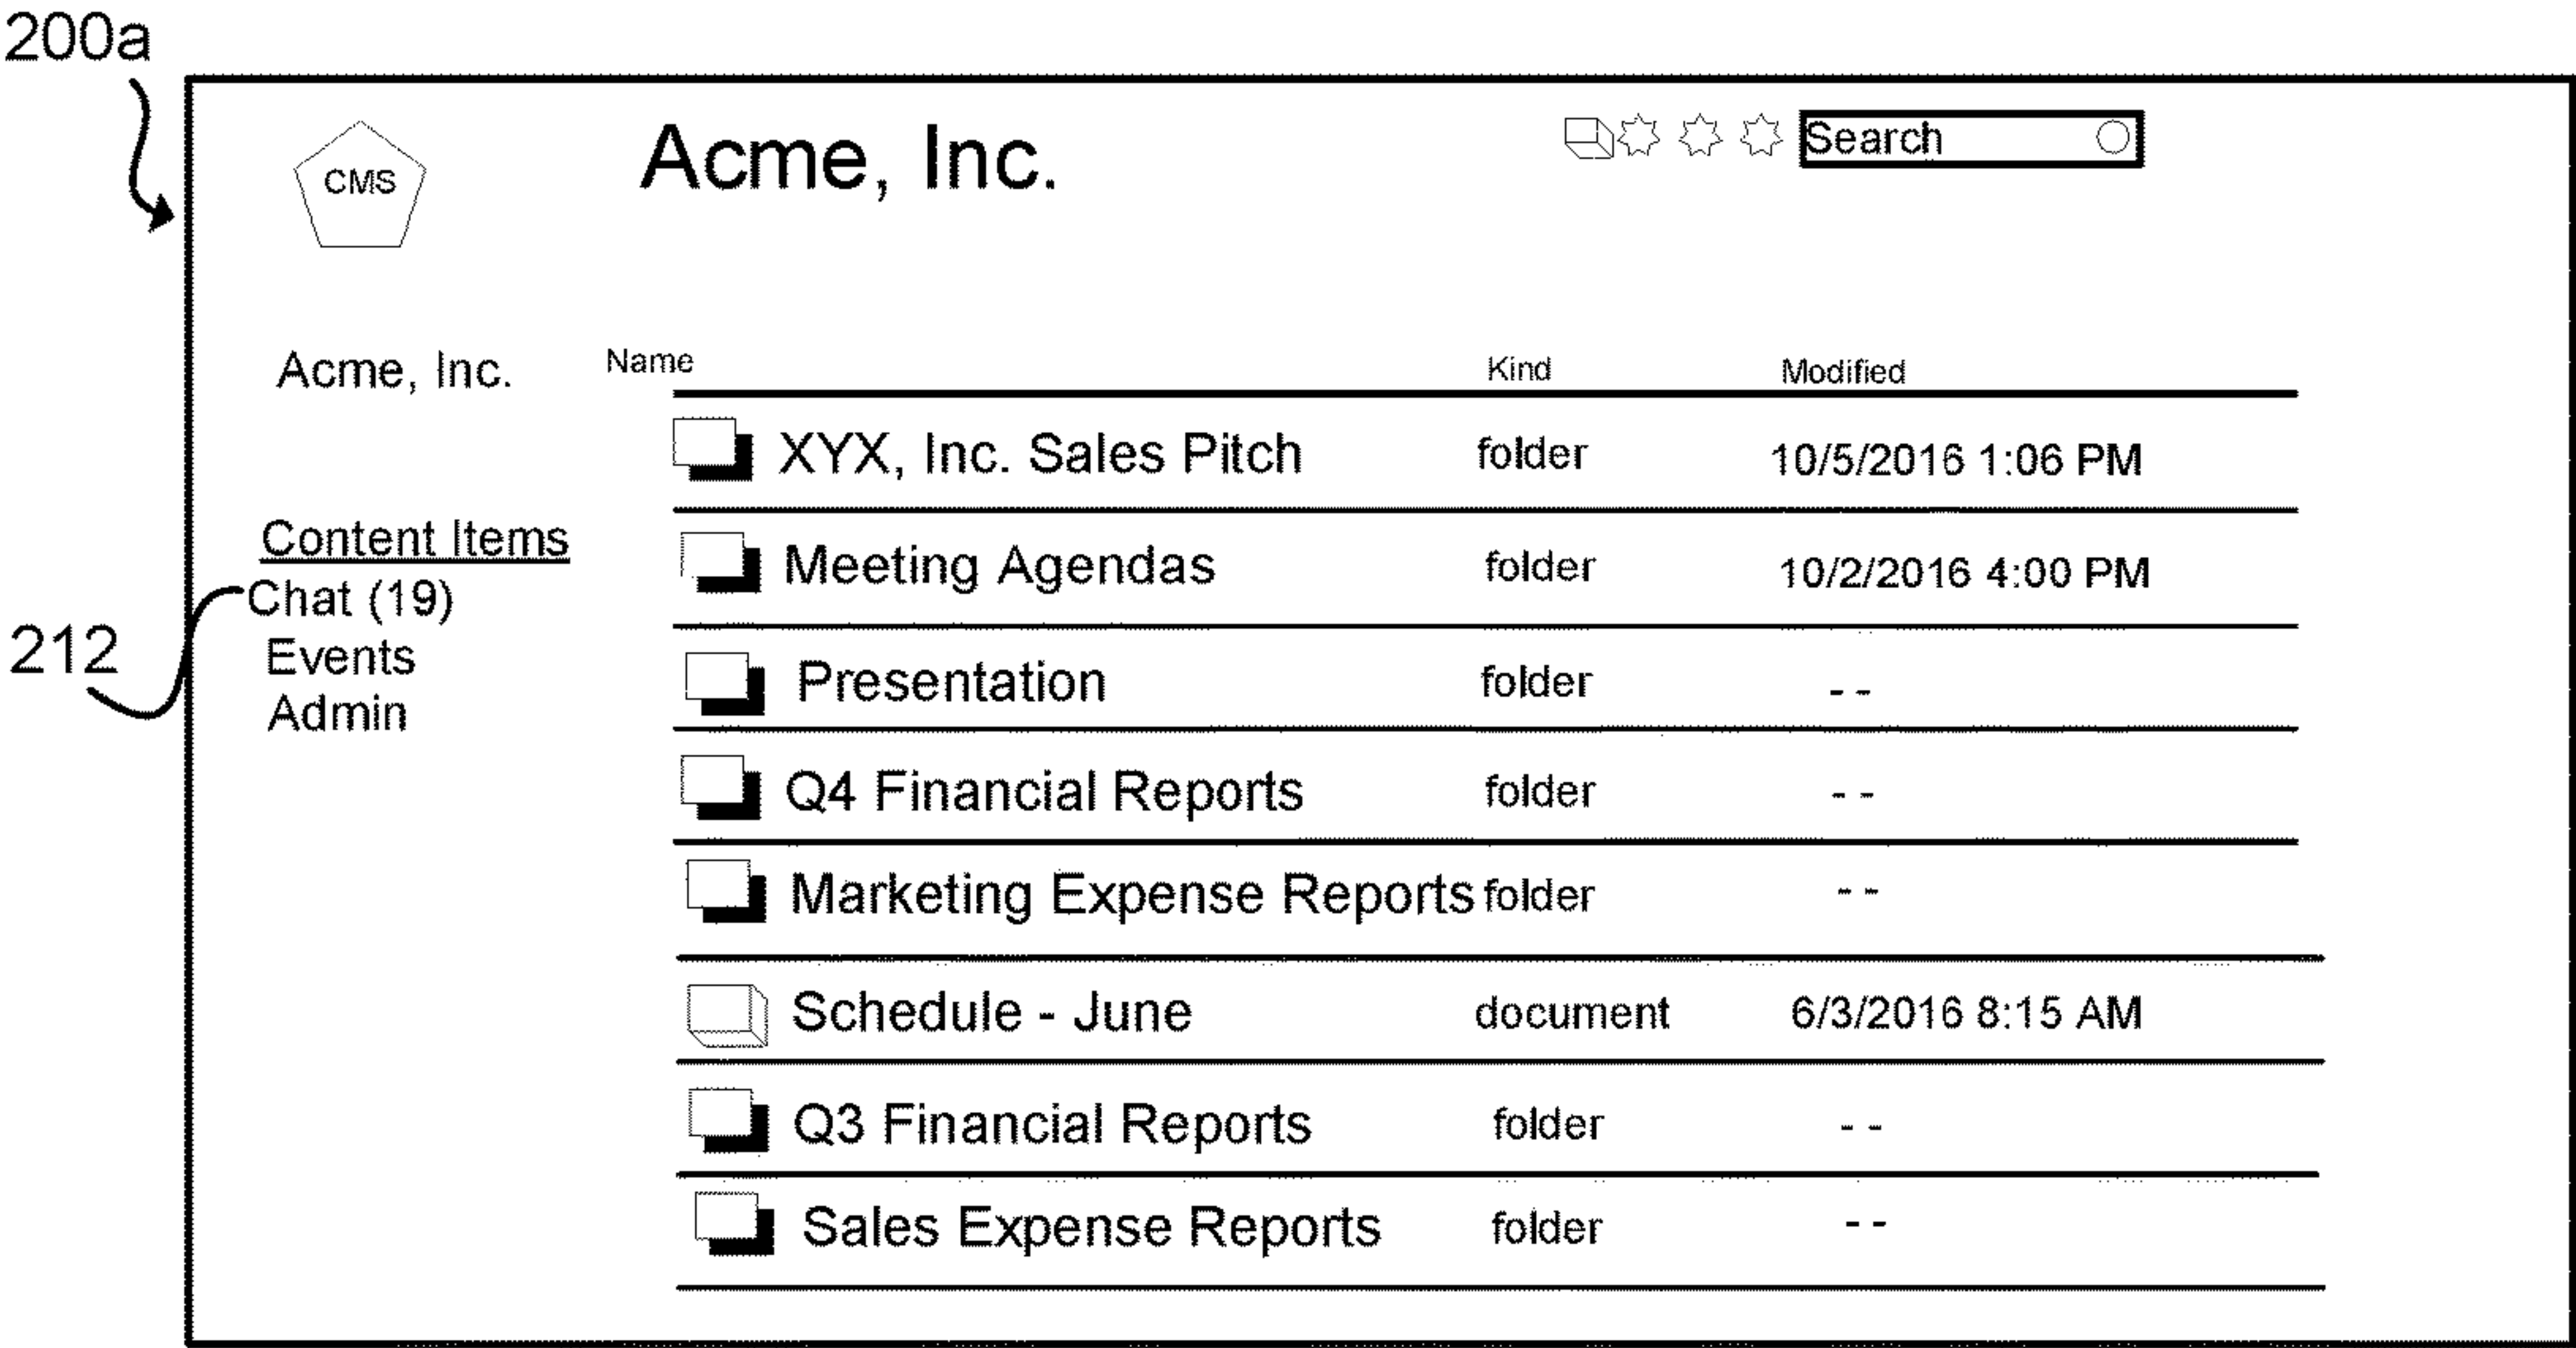 200a
CMS
Acme, Inc.
Search
Acme, Inc.
Name Kind Modified
XYX, Inc. Sales Pitch folder 10/5/2016 1:06 PM
Content Items
Meeting Agendas folder 10/2/2016 4:00 PM
Chat (19)
212
Events
Admin
Presentation folder - -
Q4 Financial Reports folder - -
Marketing Expense Reports folder - -
Schedule - June document 6/3/2016 8:15 AM
Q3 Financial Reports folder - -
Sales Expense Reports folder - -